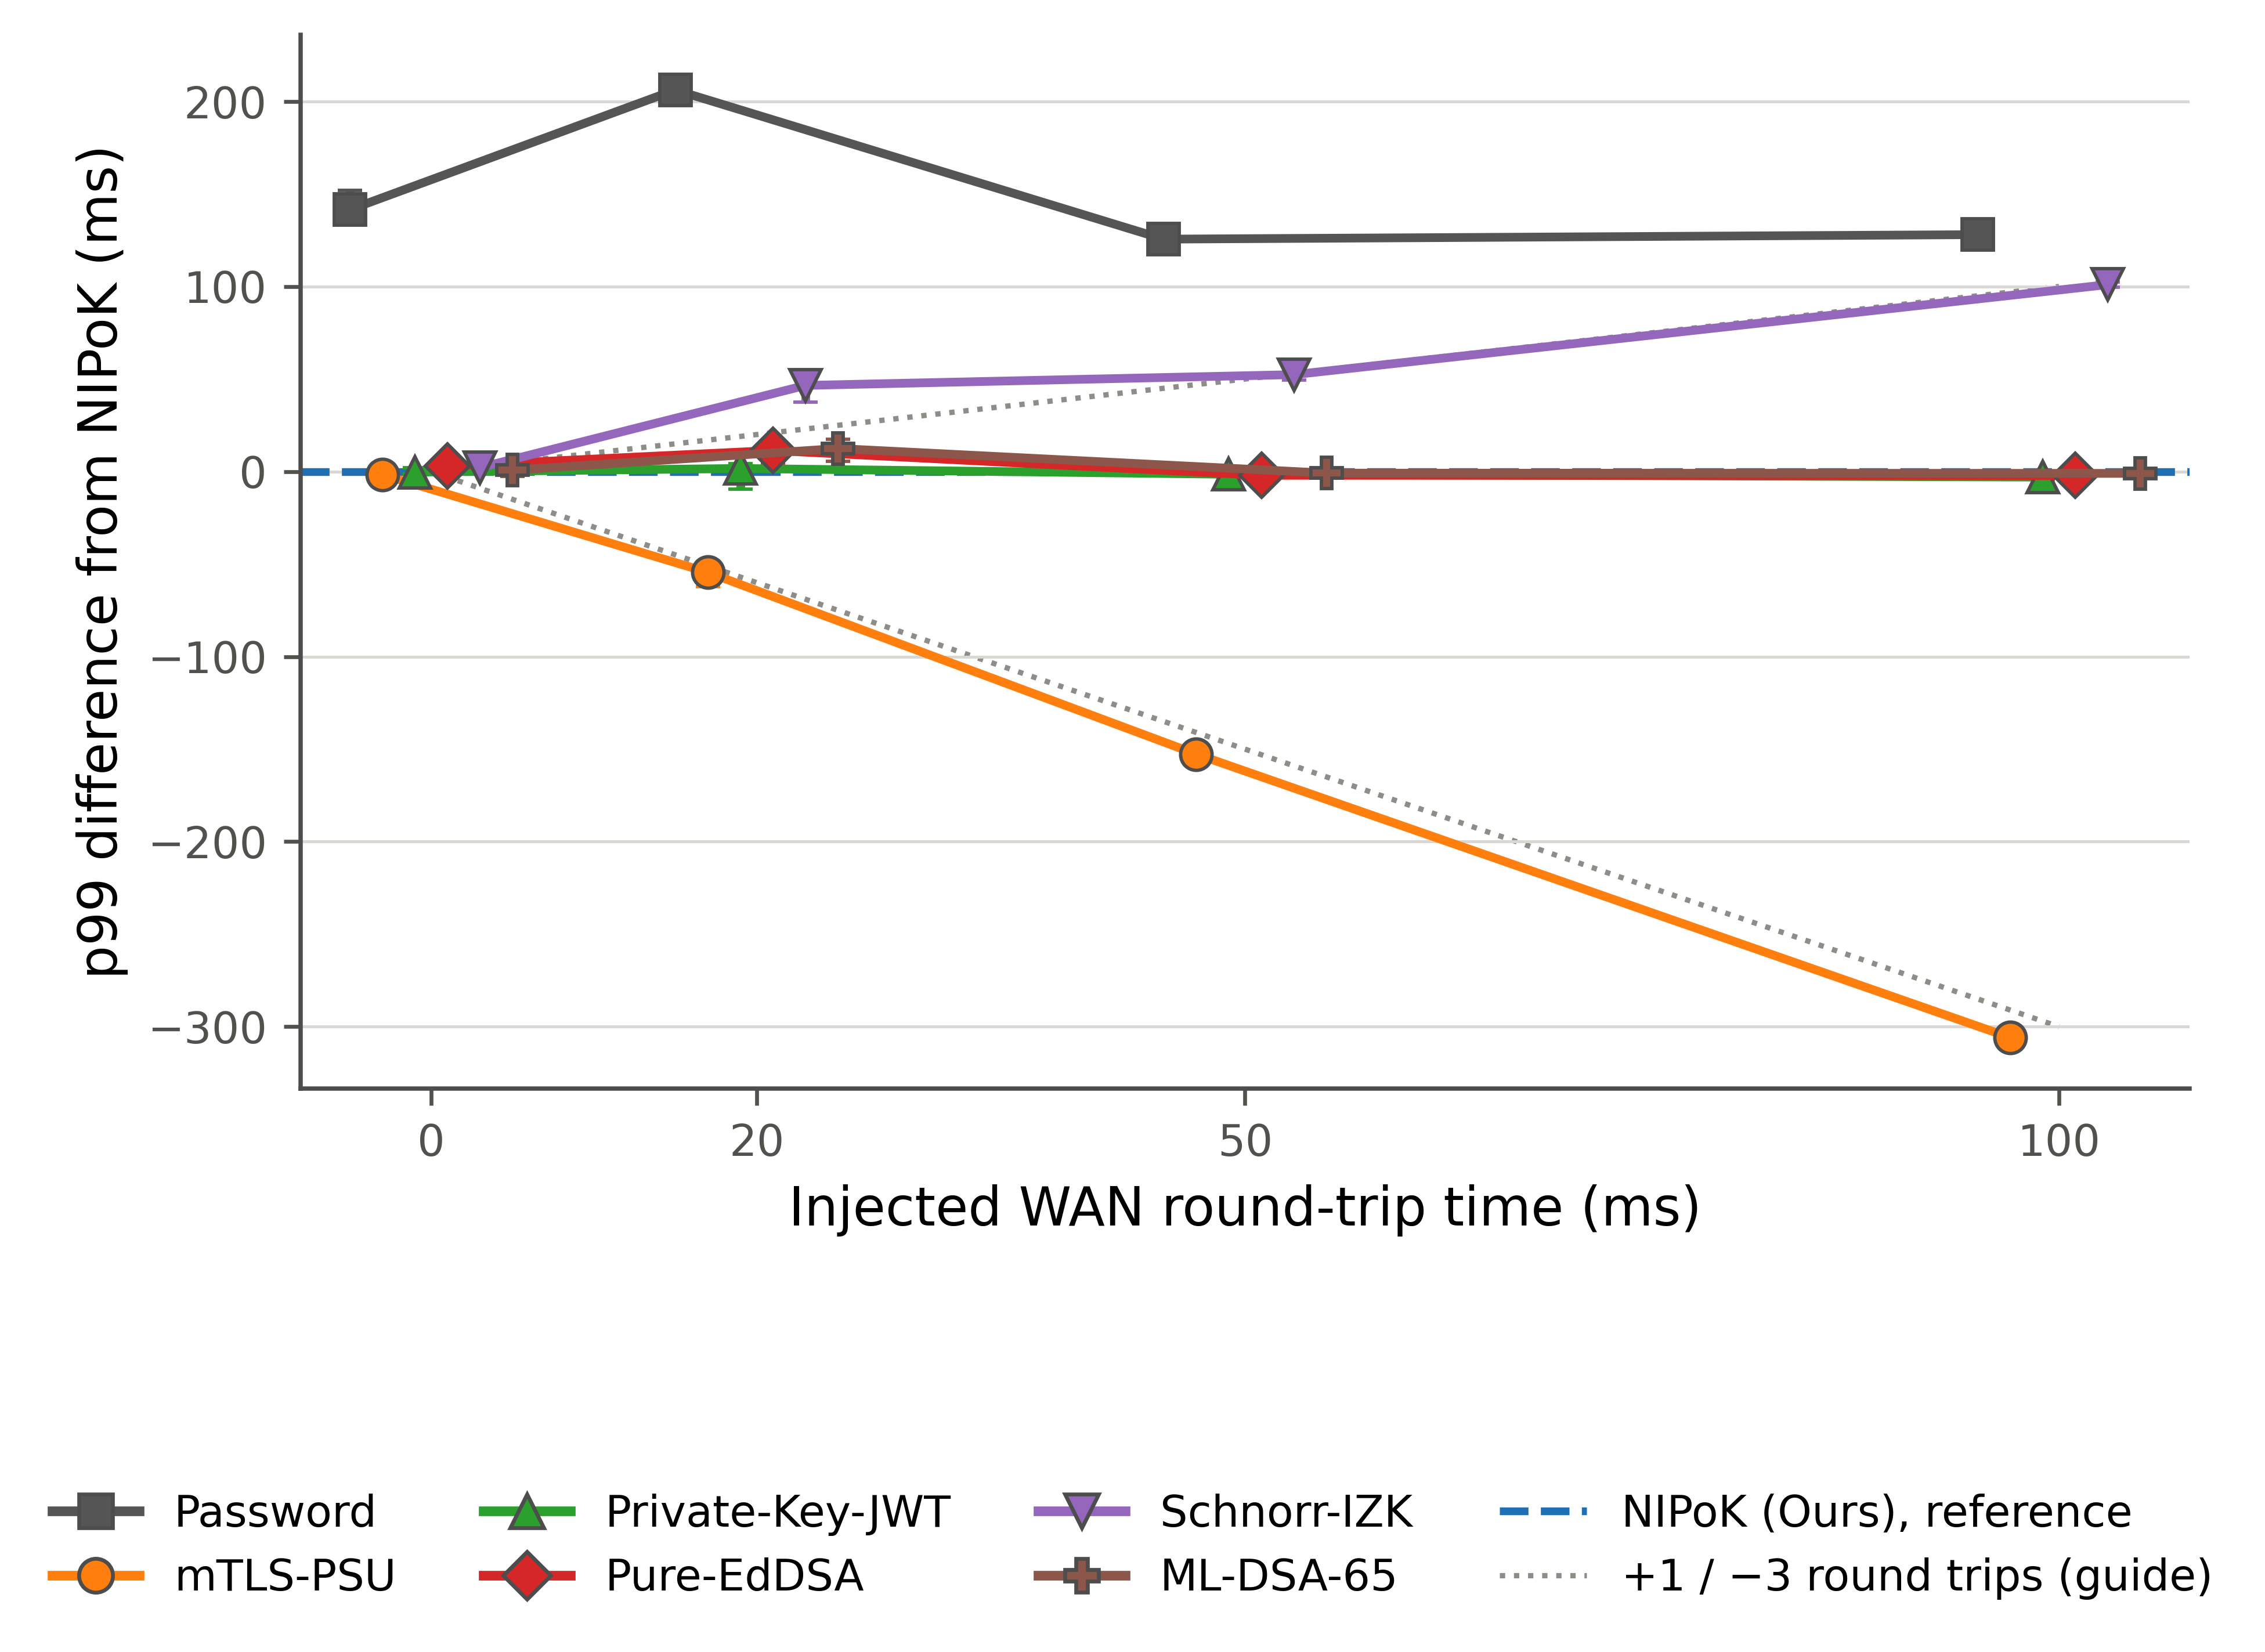 p99 difference from NIPoK (ms)
200
100
0
−100
−200
−300
0 20 50 100
Injected WAN round-trip time (ms)
Password Private-Key-JWT Schnorr-IZK NIPoK (Ours), reference
mTLS-PSU Pure-EdDSA ML-DSA-65 +1 / −3 round trips (guide)